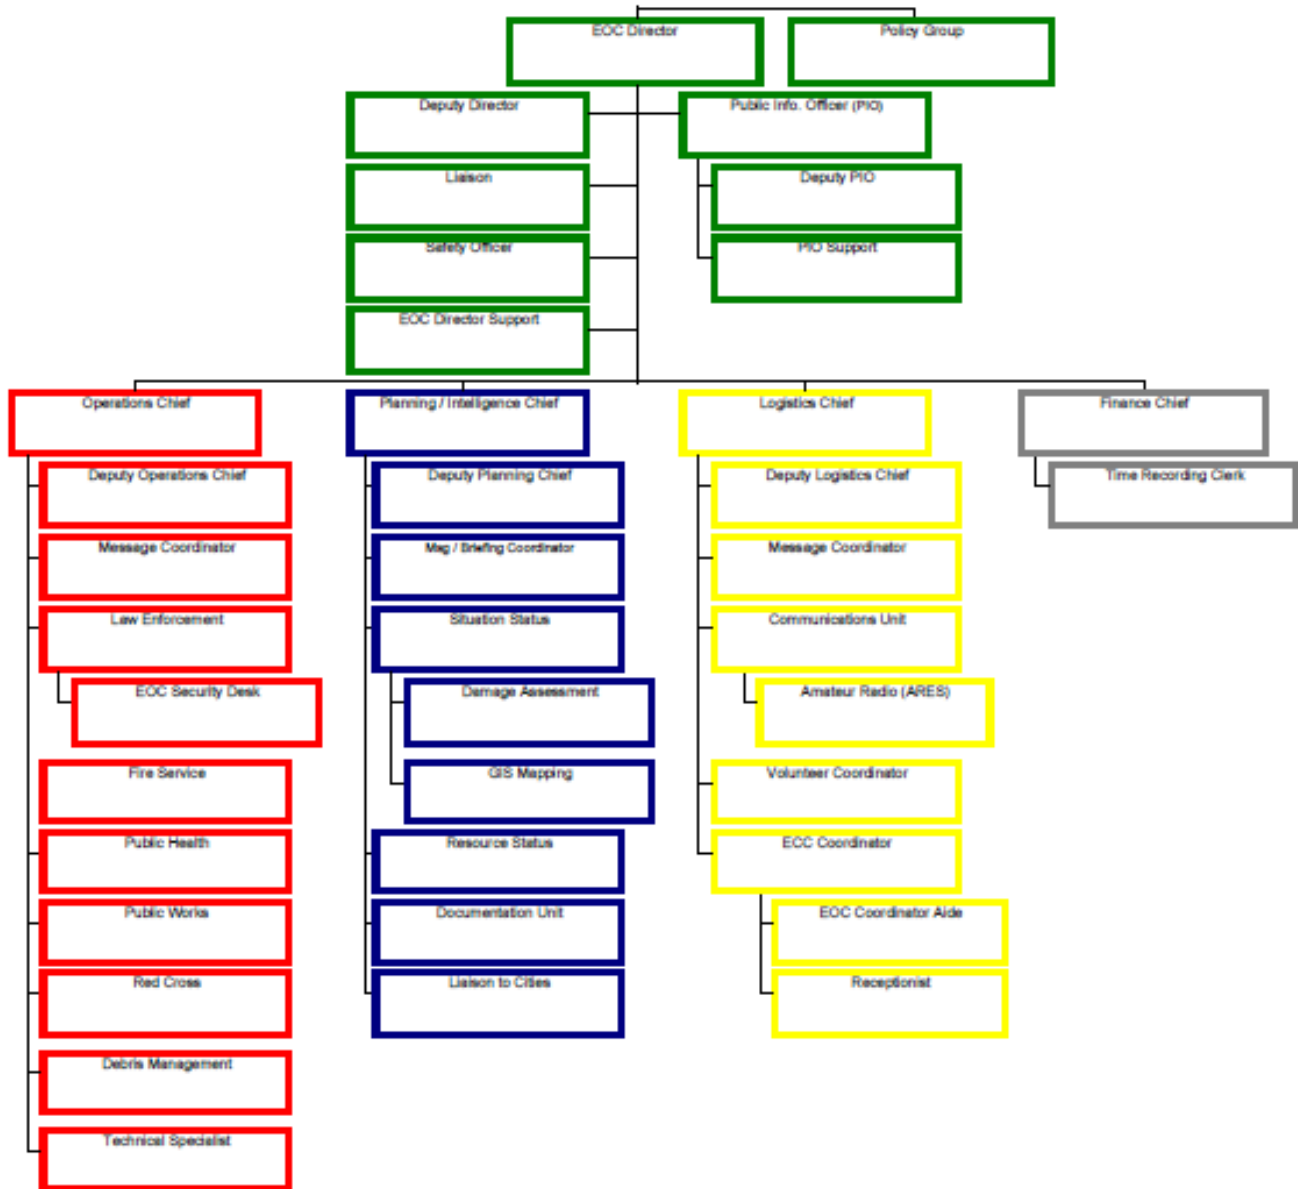 EOC Director
Policy Group
Deputy Director
Public Info. Officer (PIO)
Liaison
Deputy PIO
Safety Officer
PIO Support
EOC Director Support
Operations Chief
Planning / Intelligence Chief
Logistics Chief
Finance Chief
Deputy Operations Chief
Deputy Planning Chief
Deputy Logistics Chief
Time Recording Clerk
Message Coordinator
Msg / Briefing Coordinator
Message Coordinator
Law Enforcement
Situation Status
Communications Unit
EOC Security Desk
Damage Assessment
Amateur Radio (ARES)
Fire Service
GIS Mapping
Volunteer Coordinator
Public Health
Resource Status
ECC Coordinator
Public Works
Documentation Unit
EOC Coordinator Aide
Red Cross
Liaison to Cities
Receptionist
Debris Management
Technical Specialist